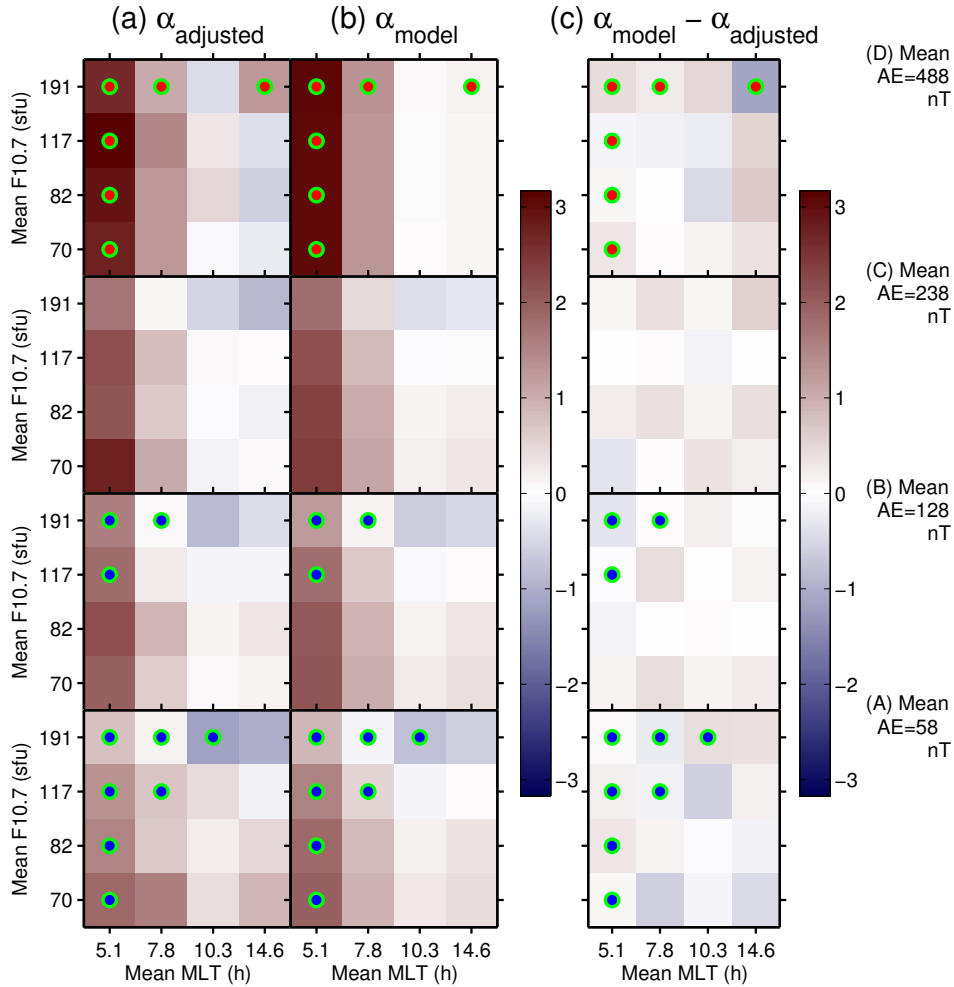 (a) α_adjusted
(b) α_model
(c) α_model − α_adjusted
Mean F10.7 (sfu)
191
117
82
70
(D) Mean
AE=488
nT
Mean F10.7 (sfu)
191
117
82
70
(C) Mean
AE=238
nT
Mean F10.7 (sfu)
191
117
82
70
(B) Mean
AE=128
nT
Mean F10.7 (sfu)
191
117
82
70
(A) Mean
AE=58
nT
3
2
1
0
−1
−2
−3
3
2
1
0
−1
−2
−3
5.1 7.8 10.3 14.6
Mean MLT (h)
5.1 7.8 10.3 14.6
Mean MLT (h)
5.1 7.8 10.3 14.6
Mean MLT (h)